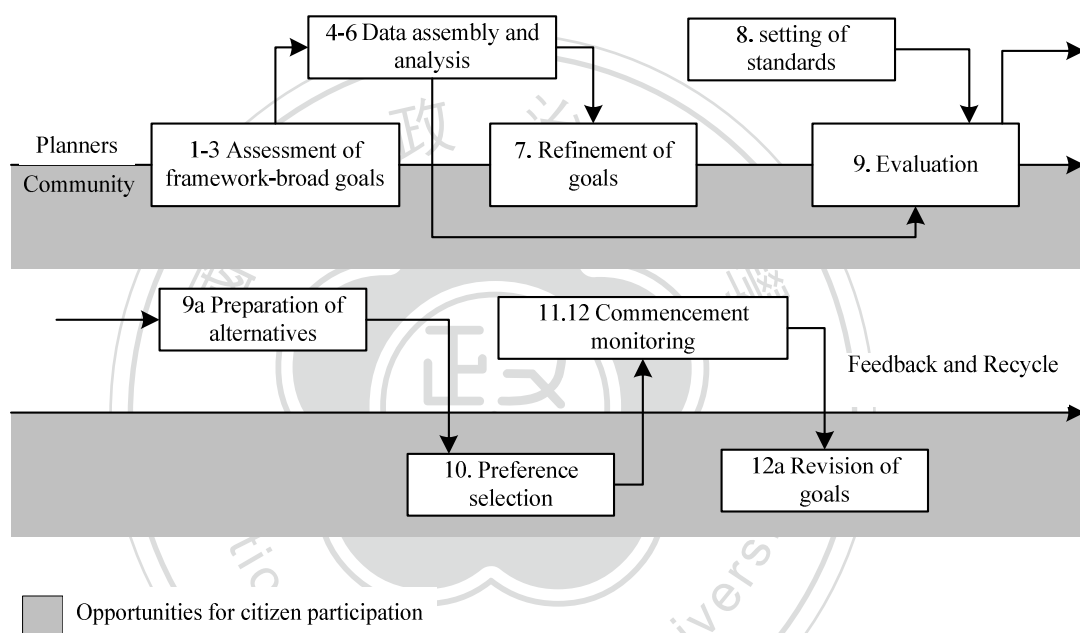 4-6 Data assembly and
analysis
8. setting of
standards
政
Planners
Community
1-3 Assessment of
framework-broad goals
7. Refinement of
goals
9. Evaluation
9a Preparation of
alternatives
11.12 Commencement
monitoring
Feedback and Recycle
10. Preference
selection
12a Revision of
goals
Opportunities for citizen participation